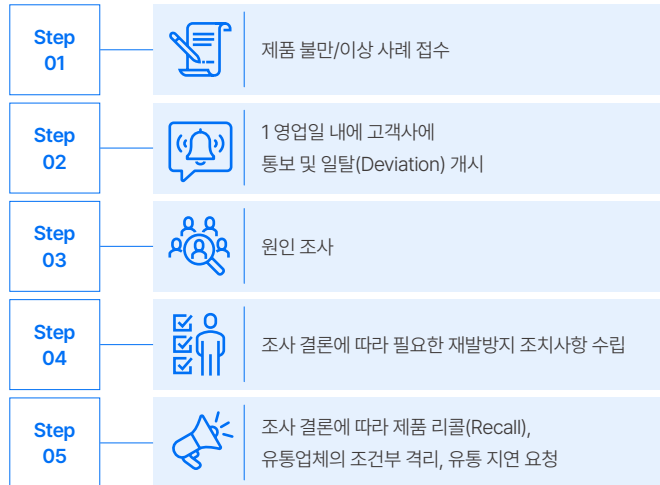 Step
01
제품 불만/이상 사례 접수
Step
02
1 영업일 내에 고객사에
통보 및 일탈(Deviation) 개시
Step
03
원인 조사
Step
04
조사 결론에 따라 필요한 재발방지 조치사항 수립
Step
05
조사 결론에 따라 제품 리콜(Recall),
유통업체의 조건부 격리, 유통 지연 요청